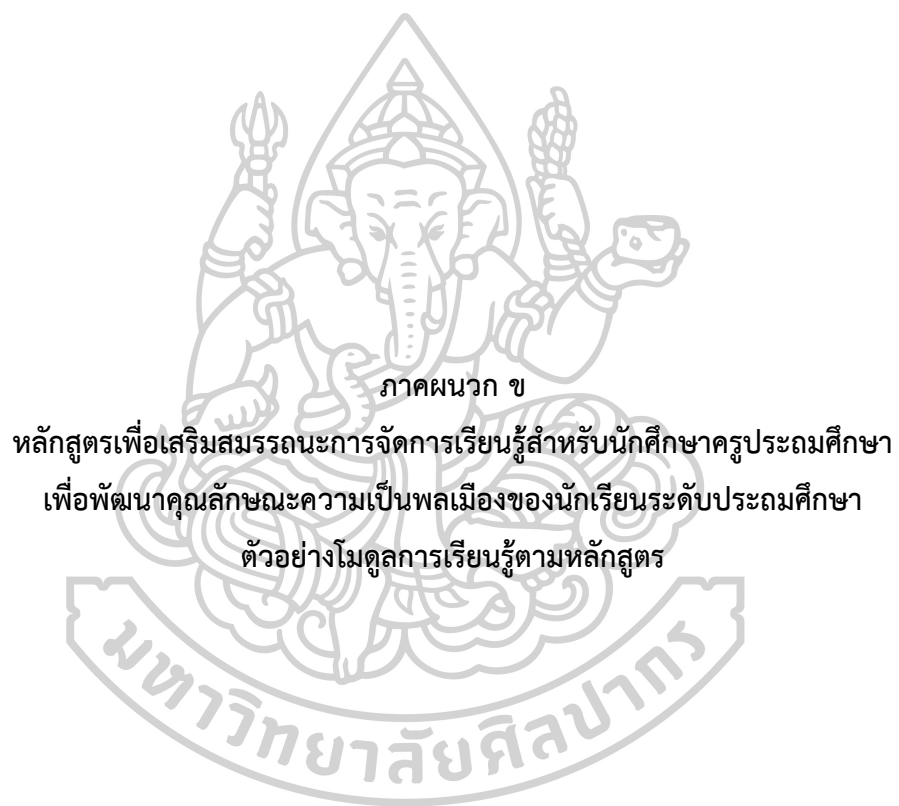 ภาคผนวก ข
หลักสูตรเพื่อเสริมสมรรถนะการจัดการเรียนรู้สำหรับนักศึกษาครูประถมศึกษา
เพื่อพัฒนาคุณลักษณะความเป็นพลเมืองของนักเรียนระดับประถมศึกษา
ตัวอย่างโมดูลการเรียนรู้ตามหลักสูตร
มหาวิทยาลัยศิลปากร